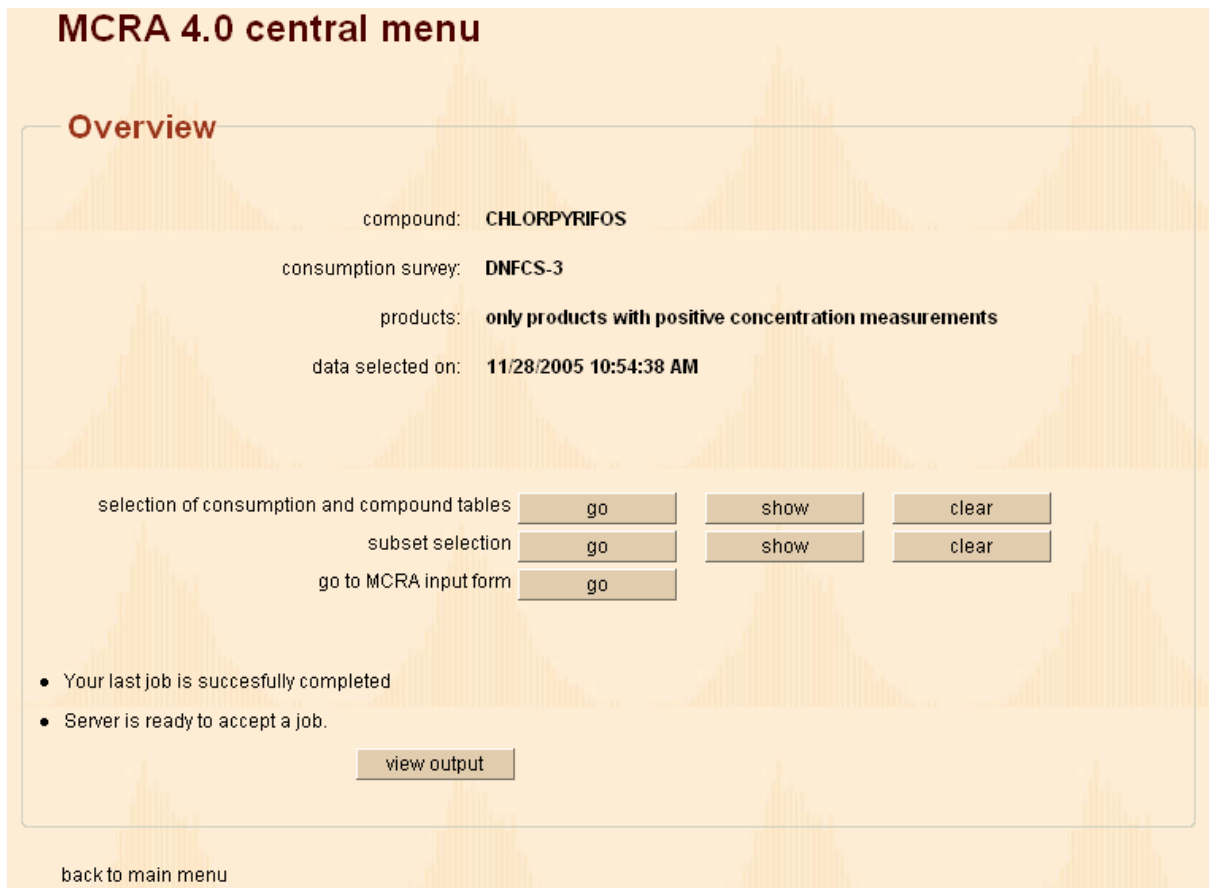 MCRA 4.0 central menu
Overview
compound: CHLORPYRIFOS
consumption survey: DNFCS-3
products: only products with positive concentration measurements
data selected on: 11/28/2005 10:54:38 AM
selection of consumption and compound tables go show clear
subset selection go show clear
go to MCRA input form go
• Your last job is succesfully completed
• Server is ready to accept a job.
view output
back to main menu